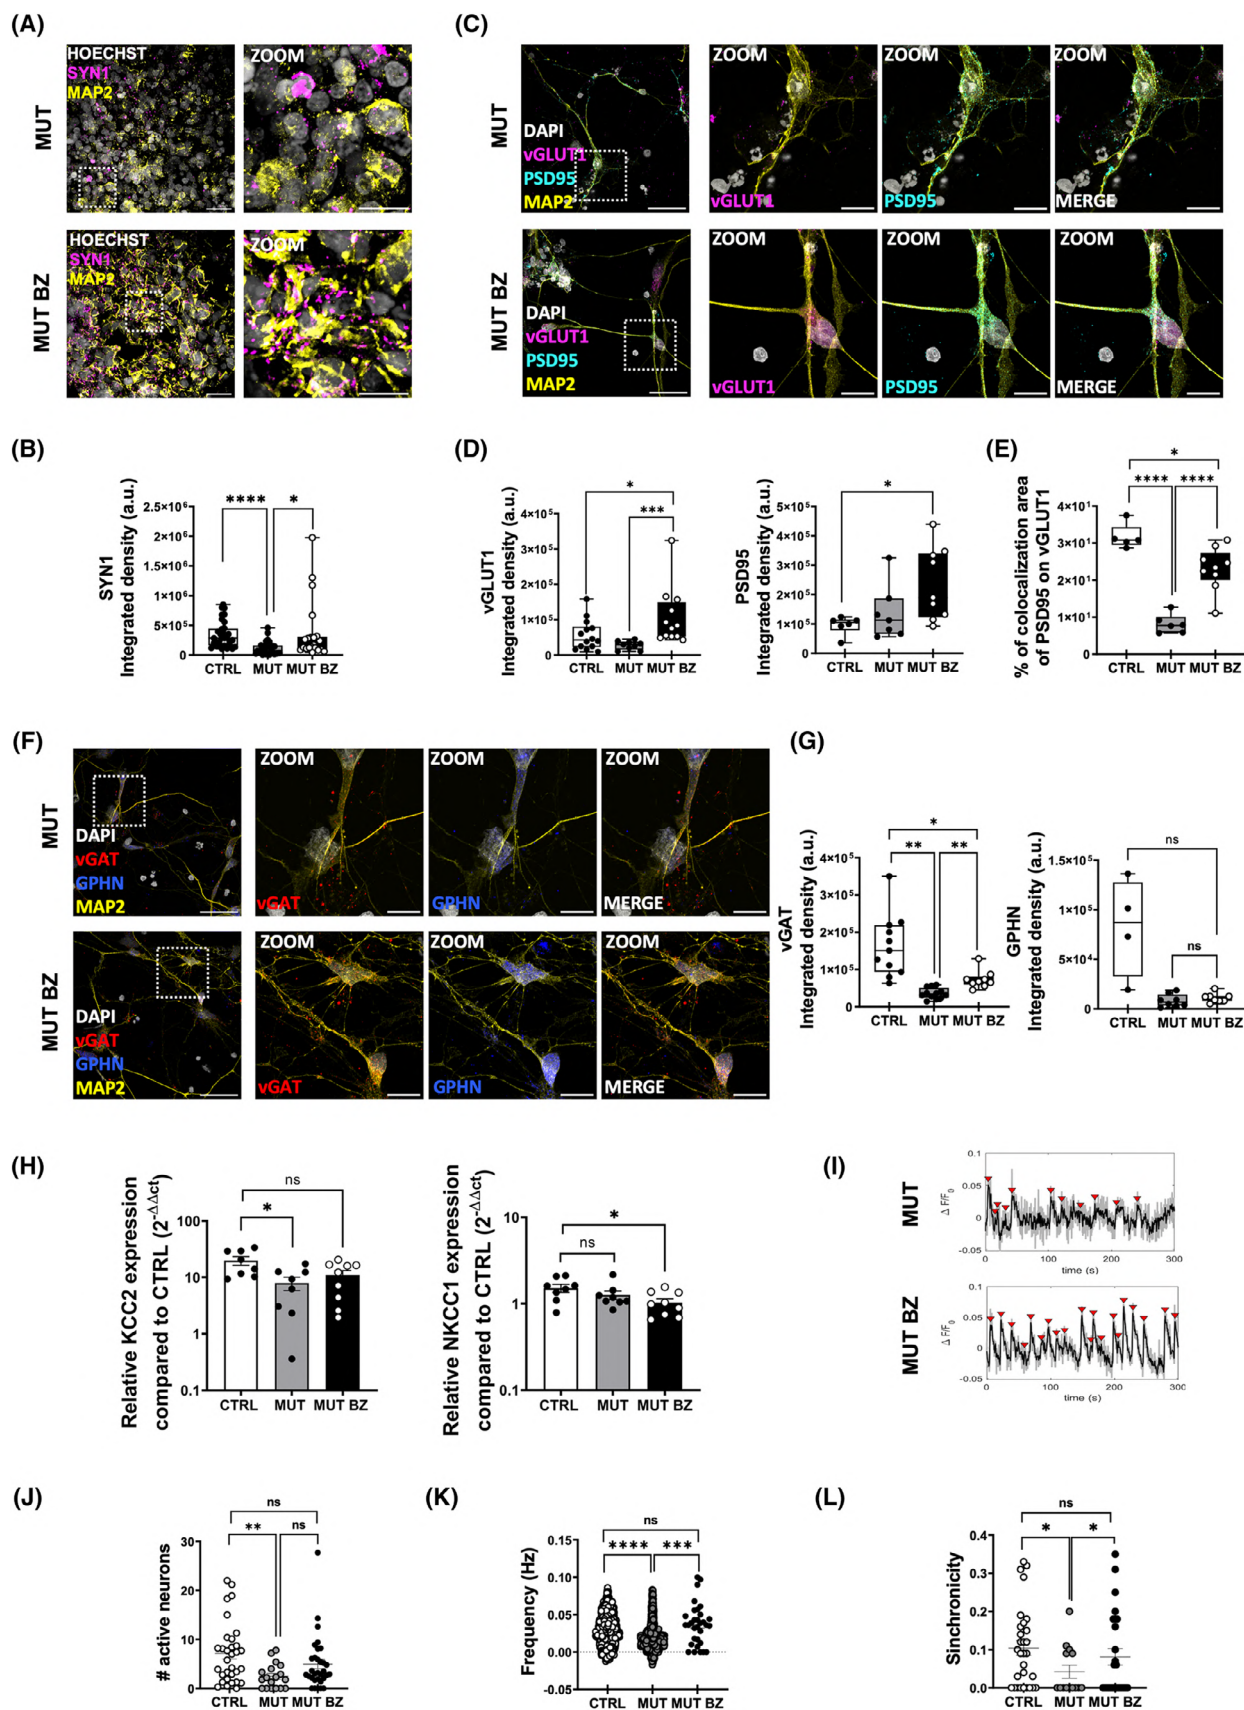 (A)
HOECHST
SYN1
MAP2
ZOOM
MUT
HOECHST
SYN1
MAP2
ZOOM
MUT BZ
(C)
DAPI
vGLUT1
PSD95
MAP2
ZOOM
vGLUT1
ZOOM
PSD95
ZOOM
MERGE
MUT
DAPI
vGLUT1
PSD95
MAP2
ZOOM
vGLUT1
ZOOM
PSD95
ZOOM
MERGE
MUT BZ
(B)
SYN1
Integrated density (a.u.)
2.5×10⁶
2×10⁶
1.5×10⁶
1×10⁶
5×10⁵
0
**** *
CTRL MUT MUT BZ
(D)
vGLUT1
Integrated density (a.u.)
4×10⁵
3×10⁵
2×10⁵
1×10⁵
0
*
***
CTRL MUT MUT BZ
PSD95
Integrated density (a.u.)
5×10⁵
4×10⁵
3×10⁵
2×10⁵
1×10⁵
0
*
CTRL MUT MUT BZ
(E)
% of colocalization area
of PSD95 on vGLUT1
4×10¹
3×10¹
2×10¹
1×10¹
0
*
**** ****
CTRL MUT MUT BZ
(F)
DAPI
vGAT
GPHN
MAP2
ZOOM
vGAT
ZOOM
GPHN
ZOOM
MERGE
MUT
DAPI
vGAT
GPHN
MAP2
ZOOM
vGAT
ZOOM
GPHN
ZOOM
MERGE
MUT BZ
(G)
vGAT
Integrated density (a.u.)
4×10⁵
3×10⁵
2×10⁵
1×10⁵
0
*
** **
CTRL MUT MUT BZ
GPHN
Integrated density (a.u.)
1.5×10⁵
1×10⁵
5×10⁴
0
ns
ns
CTRL MUT MUT BZ
(H)
Relative KCC2 expression
compared to CTRL (2^-ΔΔct)
100
10
1
0.1
ns
*
CTRL MUT MUT BZ
Relative NKCC1 expression
compared to CTRL (2^-ΔΔct)
10
1
0.1
*
ns
CTRL MUT MUT BZ
(I)
MUT
Δ F/F₀
0.1
0.05
0
-0.05
0 100 200 300
time (s)
MUT BZ
Δ F/F₀
0.1
0.05
0
-0.05
0 100 200 300
time (s)
(J)
# active neurons
30
20
10
0
ns
** ns
CTRL MUT MUT BZ
(K)
Frequency (Hz)
0.15
0.10
0.05
0.00
-0.05
ns
**** ***
CTRL MUT MUT BZ
(L)
Sinchronicity
0.4
0.3
0.2
0.1
0.0
ns
* *
CTRL MUT MUT BZ